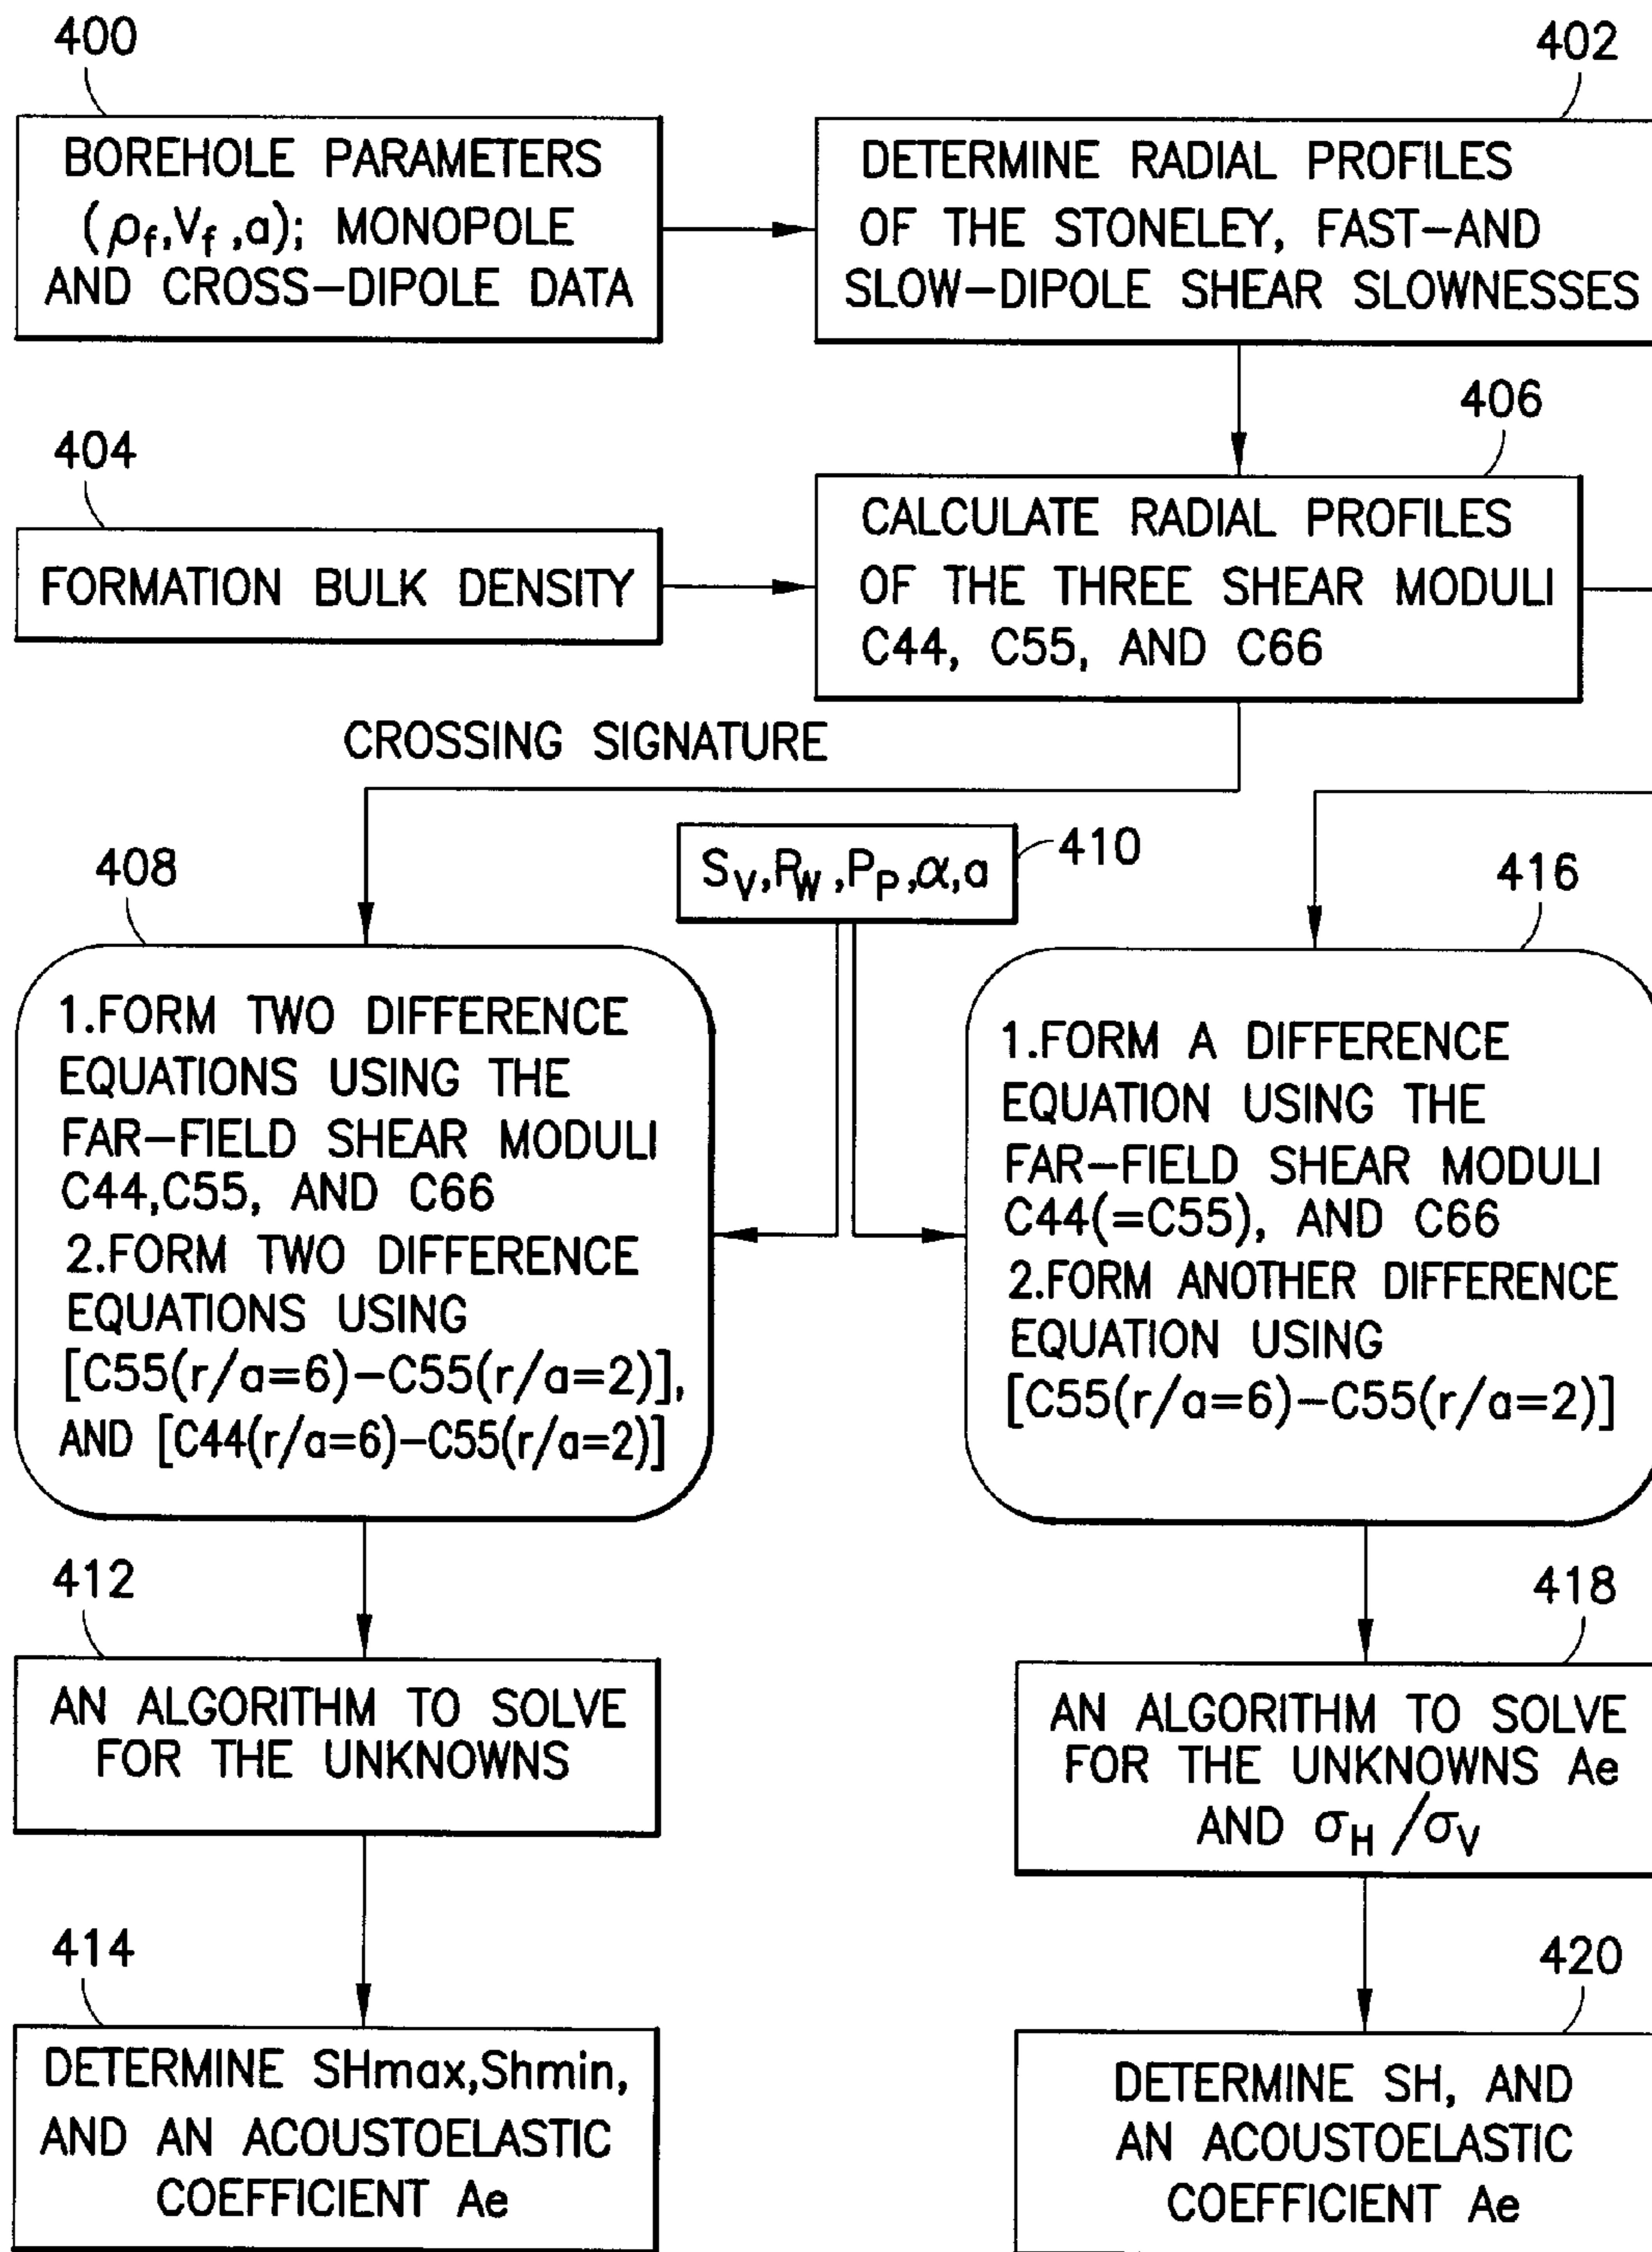 400
BOREHOLE PARAMETERS
(ρf,Vf,a); MONOPOLE
AND CROSS-DIPOLE DATA
402
DETERMINE RADIAL PROFILES
OF THE STONELEY, FAST-AND
SLOW-DIPOLE SHEAR SLOWNESSES
404
FORMATION BULK DENSITY
406
CALCULATE RADIAL PROFILES
OF THE THREE SHEAR MODULI
C44, C55, AND C66
CROSSING SIGNATURE
SV,PW,PP,α,a
410
408
1.FORM TWO DIFFERENCE
EQUATIONS USING THE
FAR-FIELD SHEAR MODULI
C44,C55, AND C66
2.FORM TWO DIFFERENCE
EQUATIONS USING
[C55(r/a=6)-C55(r/a=2)],
AND [C44(r/a=6)-C55(r/a=2)]
416
1.FORM A DIFFERENCE
EQUATION USING THE
FAR-FIELD SHEAR MODULI
C44(=C55), AND C66
2.FORM ANOTHER DIFFERENCE
EQUATION USING
[C55(r/a=6)-C55(r/a=2)]
412
AN ALGORITHM TO SOLVE
FOR THE UNKNOWNS
418
AN ALGORITHM TO SOLVE
FOR THE UNKNOWNS Ae
AND σH/σV
414
DETERMINE SHmax,Shmin,
AND AN ACOUSTOELASTIC
COEFFICIENT Ae
420
DETERMINE SH, AND
AN ACOUSTOELASTIC
COEFFICIENT Ae